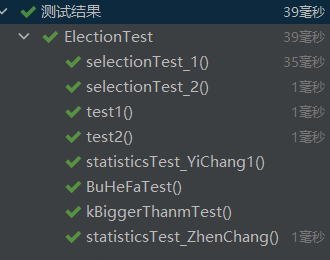 测试结果 39毫秒
ElectionTest 39毫秒
selectionTest_1() 35毫秒
selectionTest_2() 1毫秒
test1() 1毫秒
test2() 1毫秒
statisticsTest_YiChang1()
BuHeFaTest()
kBiggerThanmTest()
statisticsTest_ZhenChang() 1毫秒